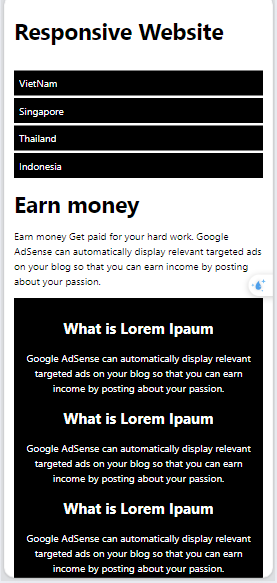 Responsive Website
VietNam
Singapore
Thailand
Indonesia
Earn money
Earn money Get paid for your hard work. Google
AdSense can automatically display relevant targeted ads
on your blog so that you can earn income by posting
about your passion.
What is Lorem Ipaum
Google AdSense can automatically display relevant
targeted ads on your blog so that you can earn
income by posting about your passion.
What is Lorem Ipaum
Google AdSense can automatically display relevant
targeted ads on your blog so that you can earn
income by posting about your passion.
What is Lorem Ipaum
Google AdSense can automatically display relevant
targeted ads on your blog so that you can earn
income by posting about your passion.